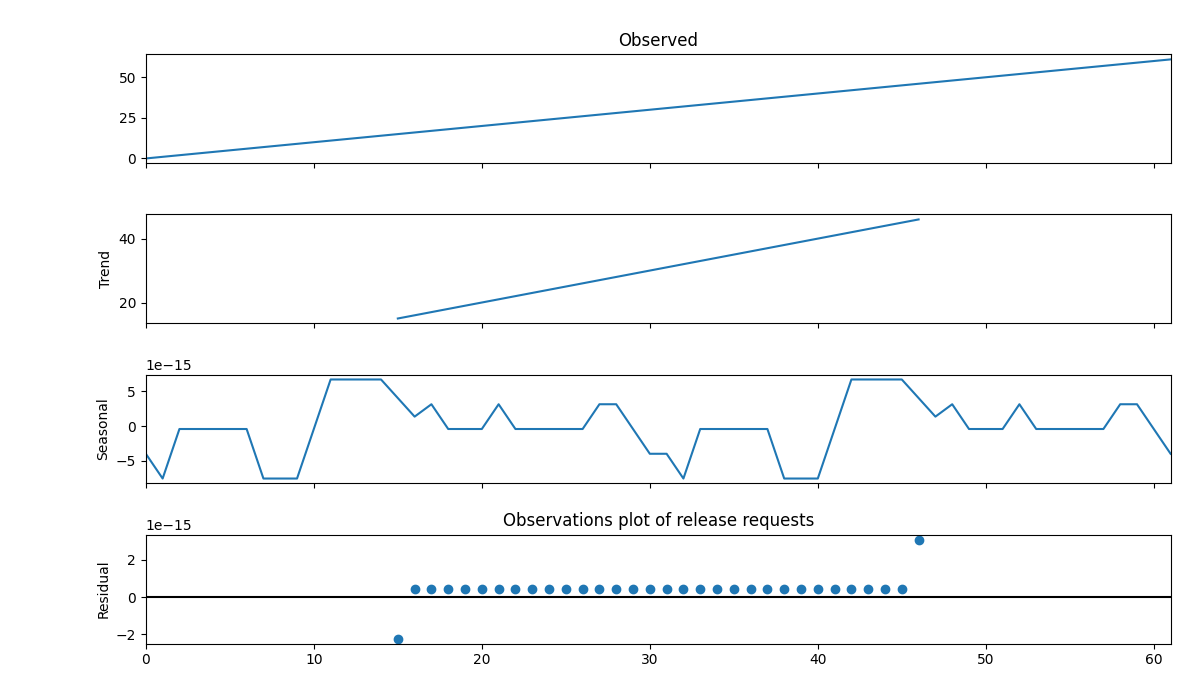 Observed
50
25
0
Trend
40
20
1e−15
Seasonal
5
0
−5
Observations plot of release requests
1e−15
Residual
2
0
−2
0 10 20 30 40 50 60